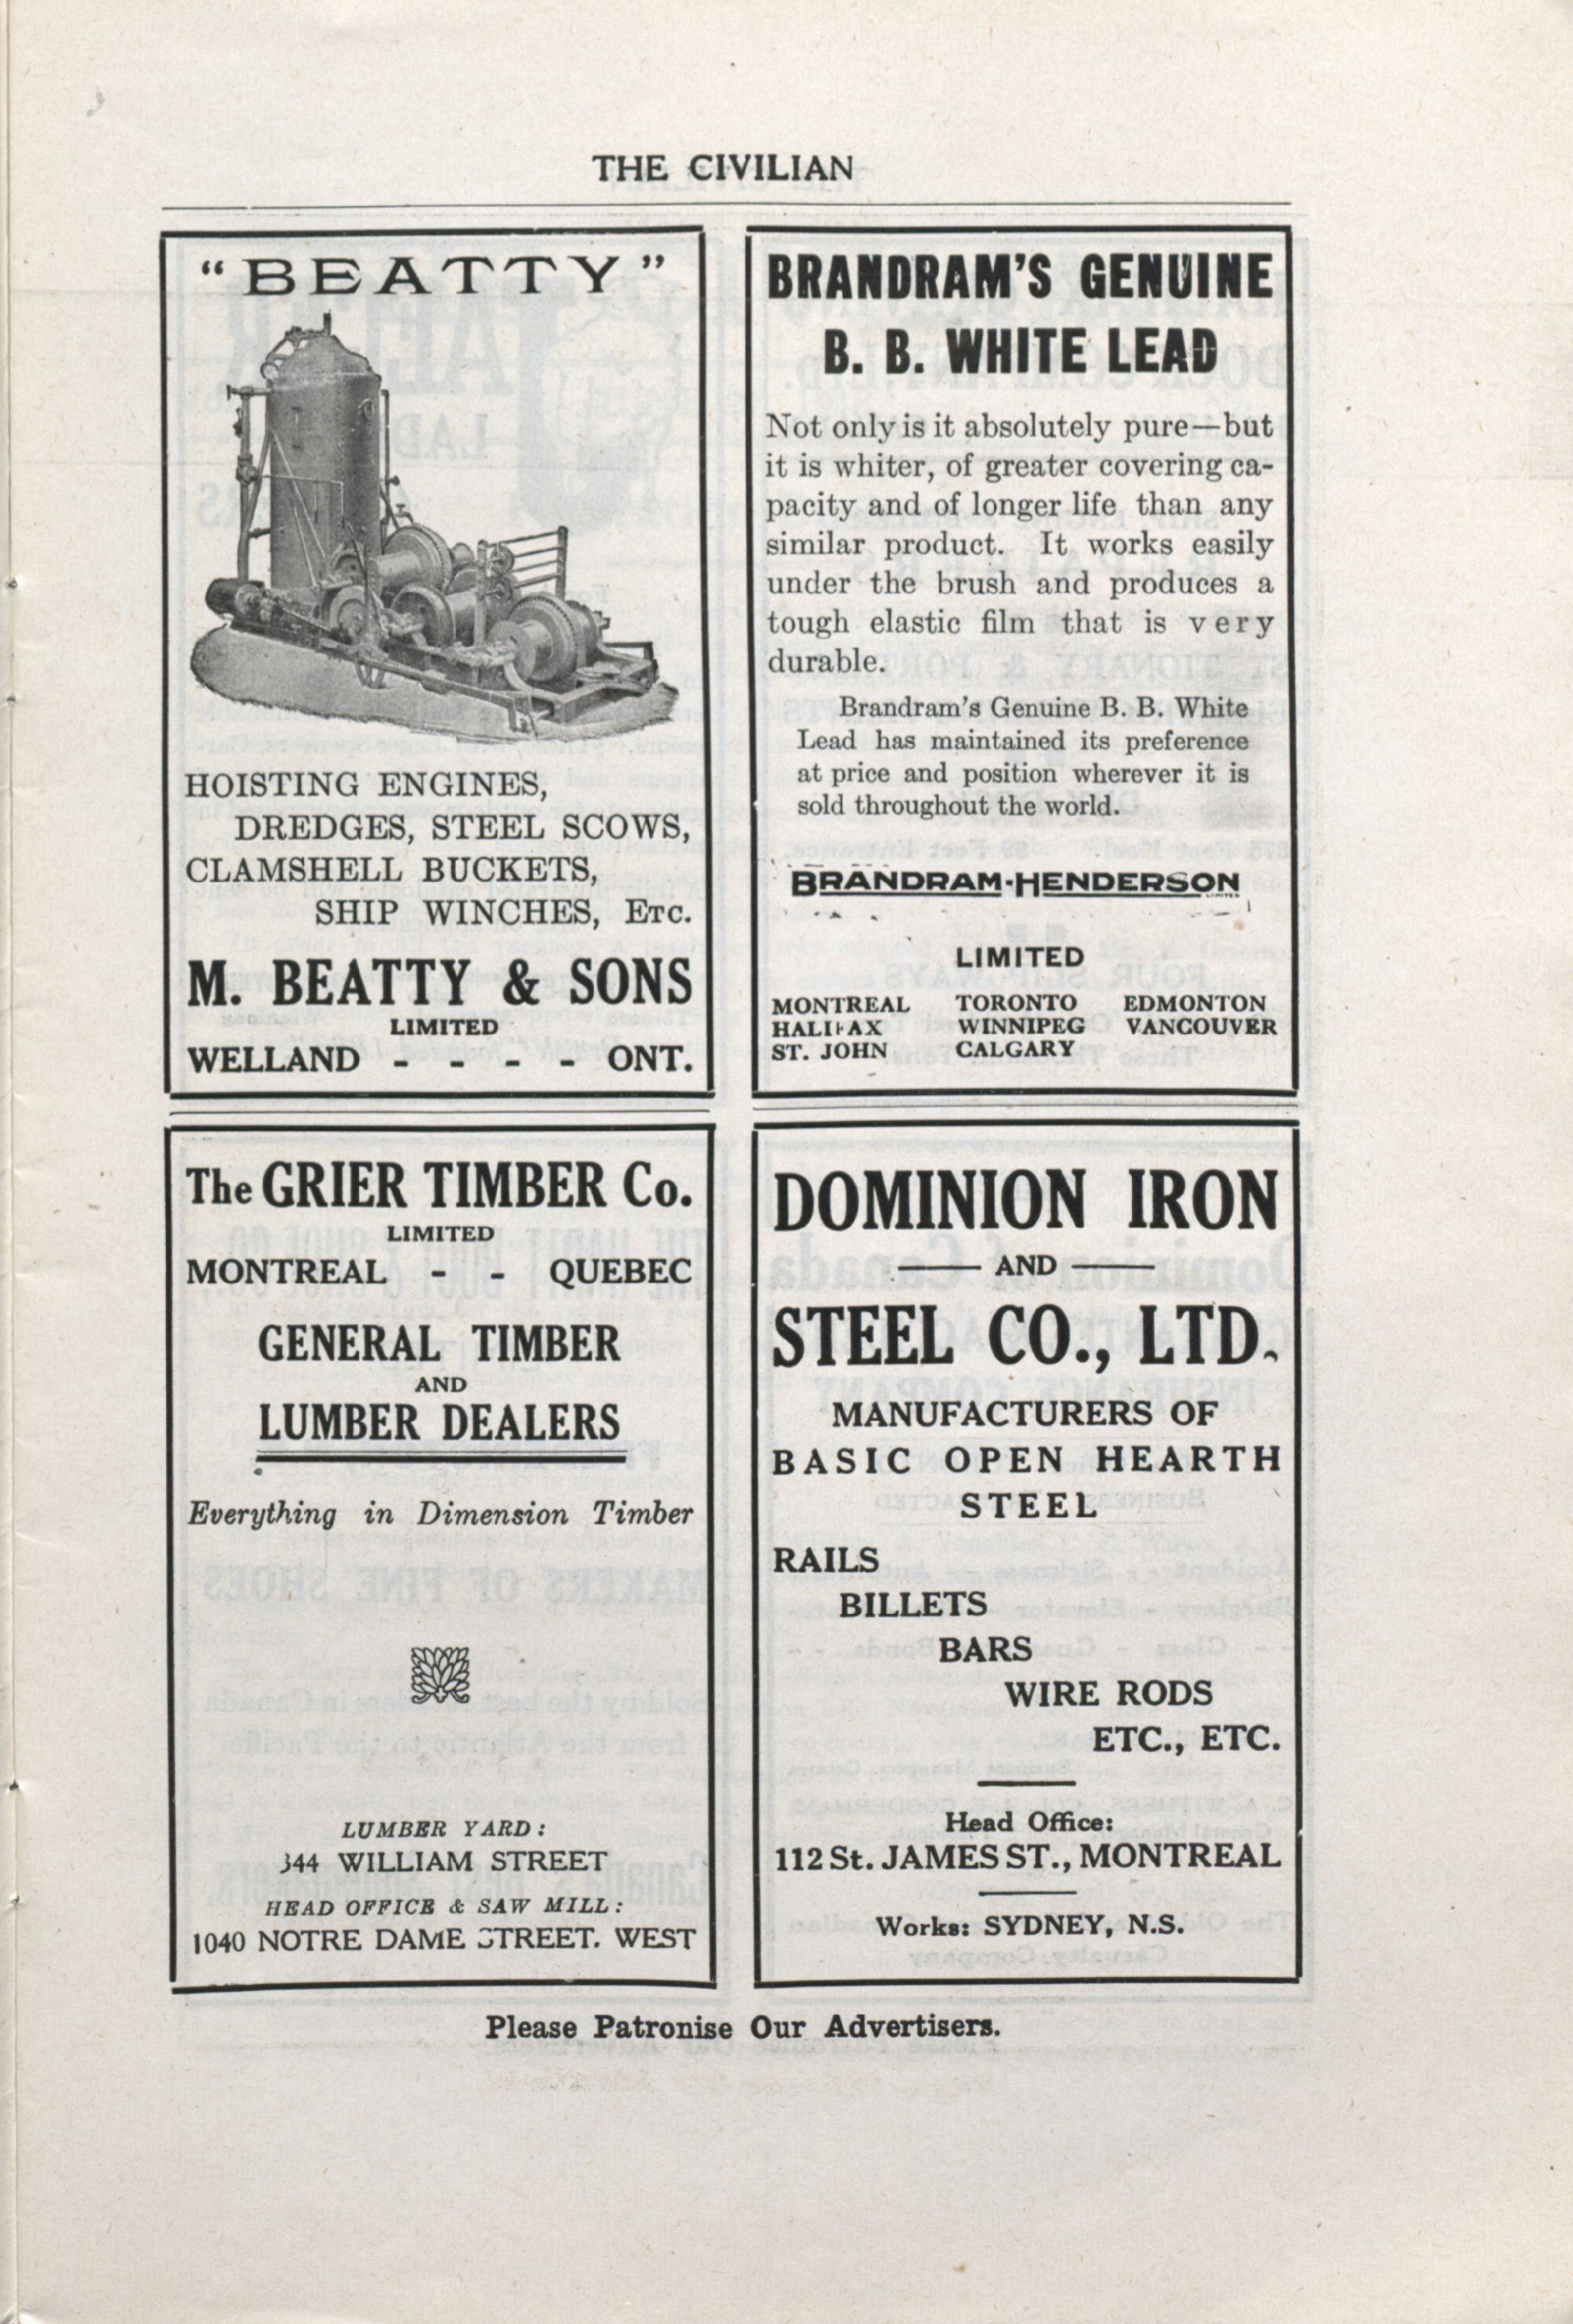 THE CIVILIAN
"BEATTY"
HOISTING ENGINES,
DREDGES, STEEL SCOWS,
CLAMSHELL BUCKETS,
SHIP WINCHES, ETC.
M. BEATTY & SONS
LIMITED
WELLAND - - - - ONT.
BRANDRAM'S GENUINE
B. B. WHITE LEAD
Not only is it absolutely pure—but
it is whiter, of greater covering ca-
pacity and of longer life than any
similar product. It works easily
under the brush and produces a
tough elastic film that is very
durable.
Brandram's Genuine B. B. White
Lead has maintained its preference
at price and position wherever it is
sold throughout the world.
BRANDRAM-HENDERSON
LIMITED
MONTREAL TORONTO EDMONTON
HALIFAX WINNIPEG VANCOUVER
ST. JOHN CALGARY
The GRIER TIMBER Co.
LIMITED
MONTREAL - - QUEBEC
GENERAL TIMBER
AND
LUMBER DEALERS
Everything in Dimension Timber
LUMBER YARD:
WILLIAM STREET
HEAD OFFICE & SAW MILL:
1040 NOTRE DAME STREET. WEST
DOMINION IRON
AND
STEEL CO., LTD.
MANUFACTURERS OF
BASIC OPEN HEARTH
STEEL
RAILS
BILLETS
BARS
WIRE RODS
ETC., ETC.
Head Office:
112 St. JAMES ST., MONTREAL
Works: SYDNEY, N.S.
Please Patronise Our Advertisers.